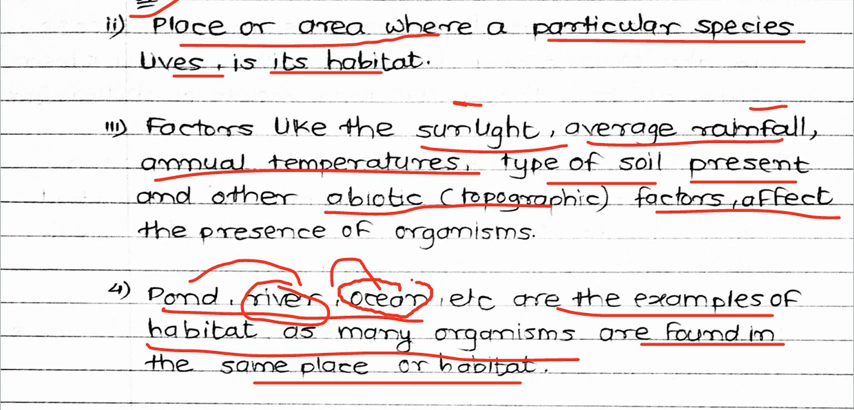 ii) Place or area where a particular species
lives, is its habitat.
iii) Factors like the sunlight, average rainfall,
annual temperatures, type of soil present
and other abiotic (topographic) factors, affect
the presence of organisms.
4) Pond, river, ocean, etc are the examples of
habitat as many organisms are found in
the same place or habitat.